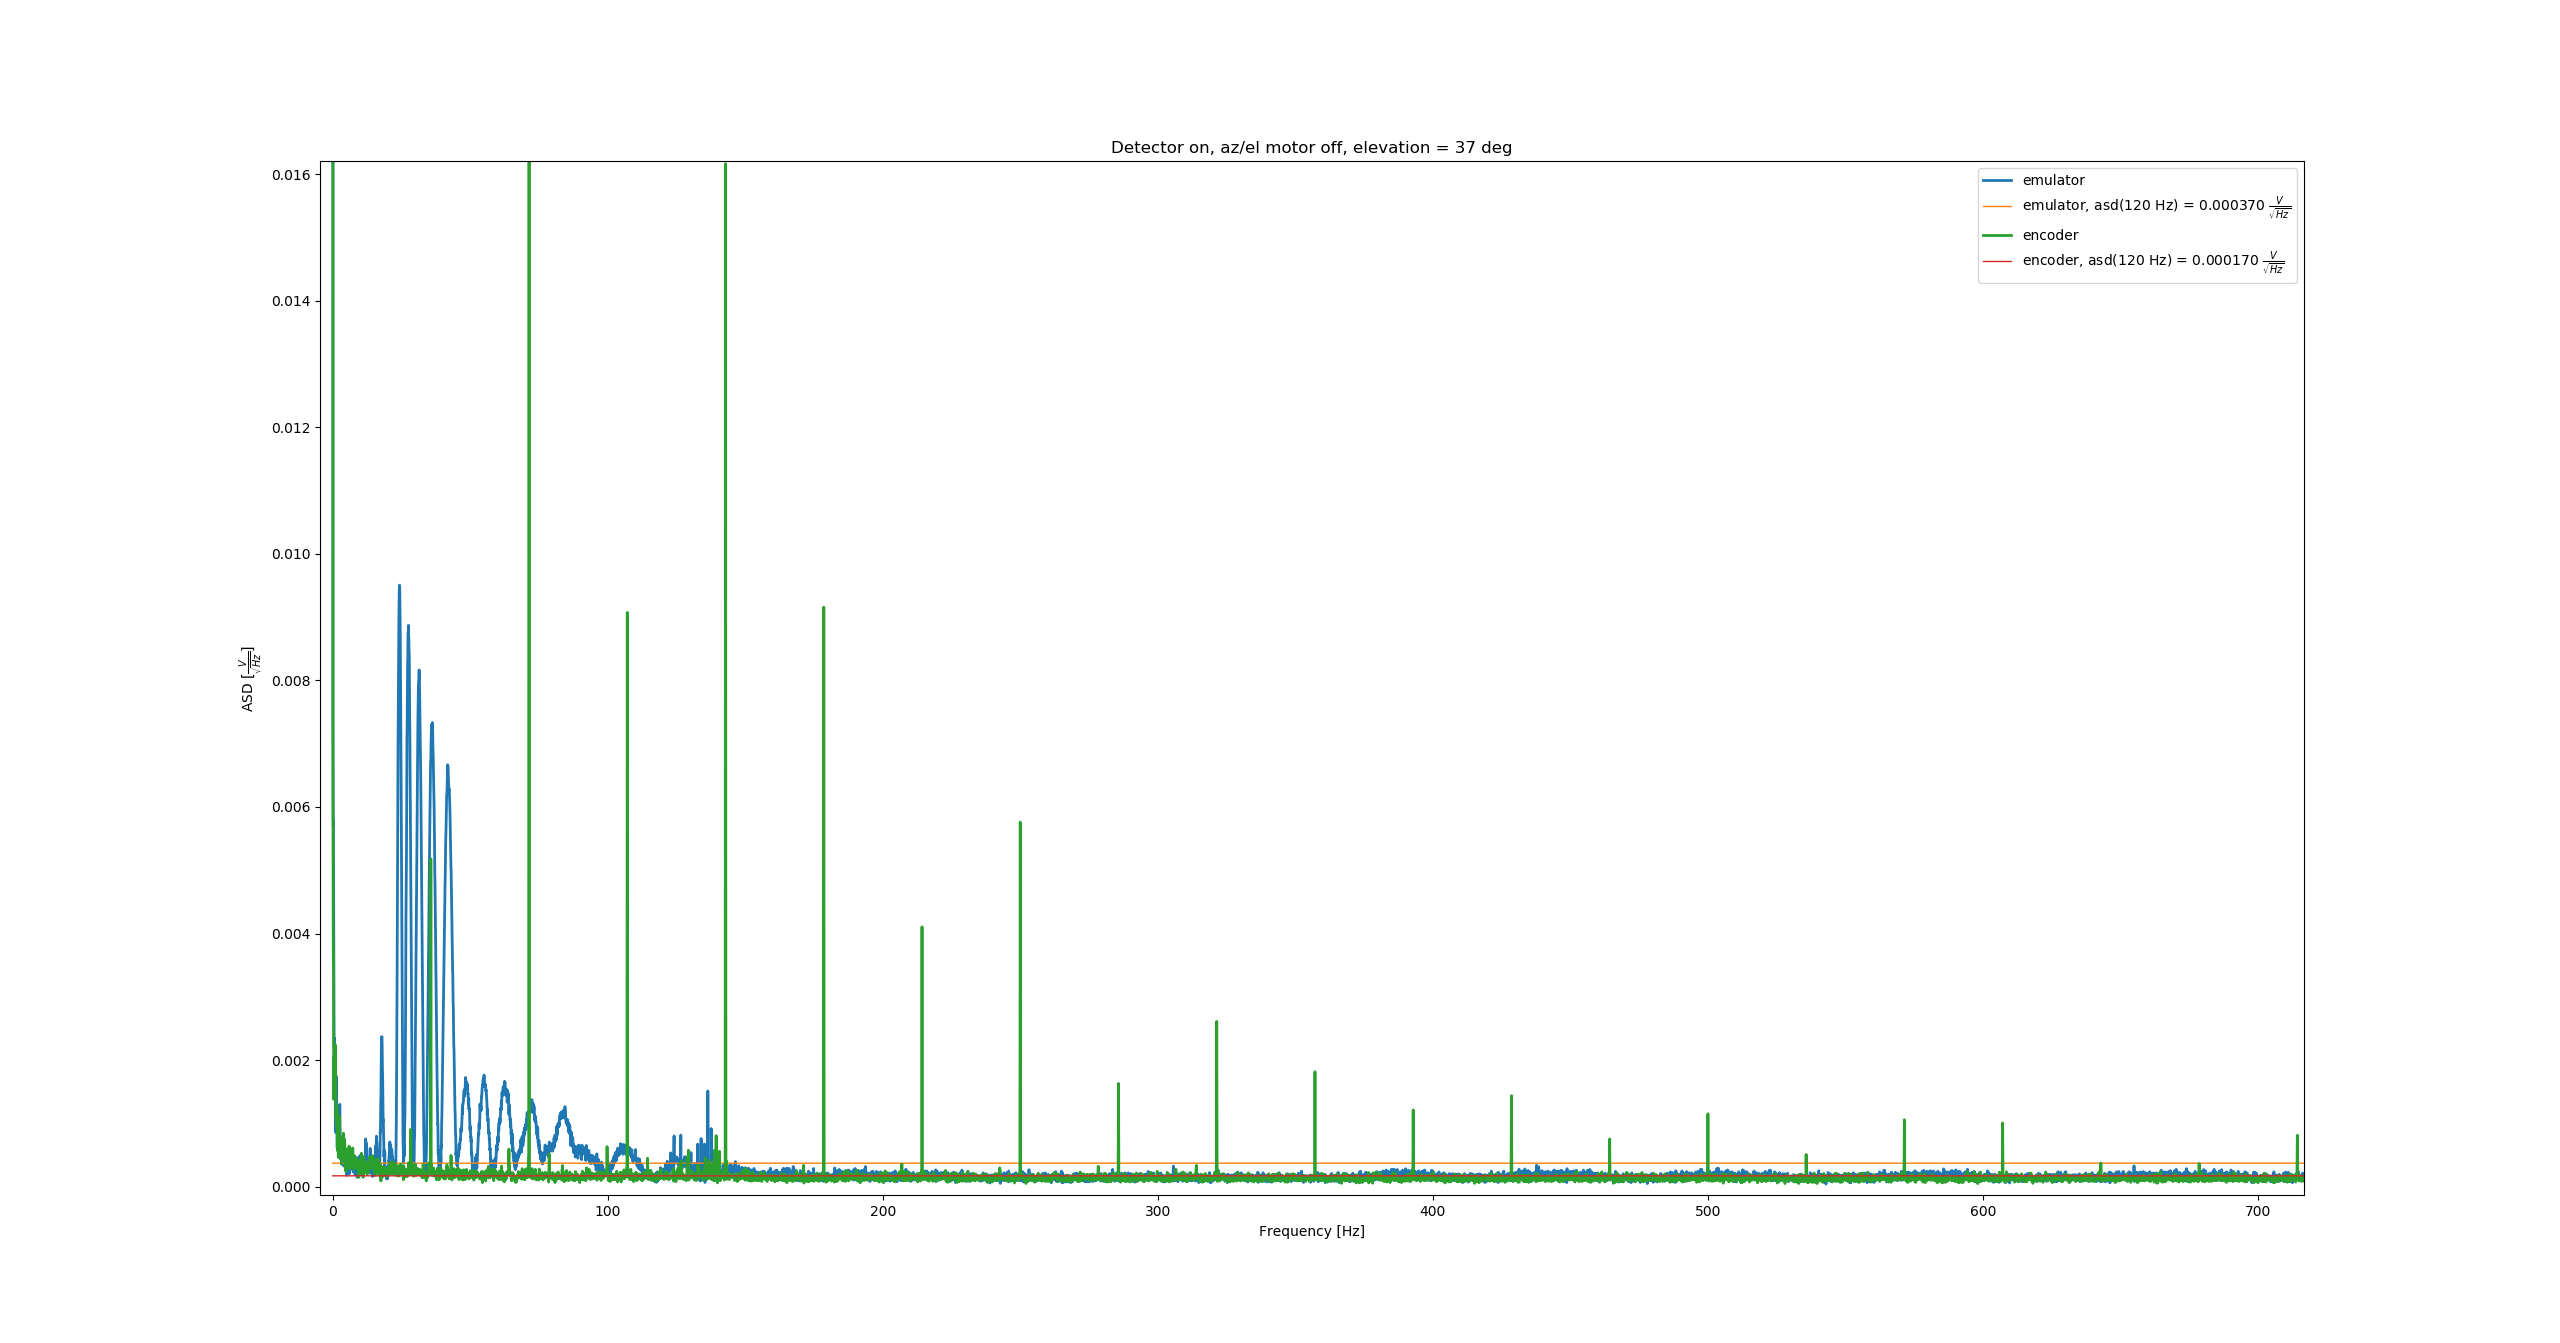 Detector on, az/el motor off, elevation = 37 deg
emulator
emulator, asd(120 Hz) = 0.000370 V/√Hz
encoder
encoder, asd(120 Hz) = 0.000170 V/√Hz
ASD [V/√Hz]
0.016
0.014
0.012
0.010
0.008
0.006
0.004
0.002
0.000
0 100 200 300 400 500 600 700
Frequency [Hz]